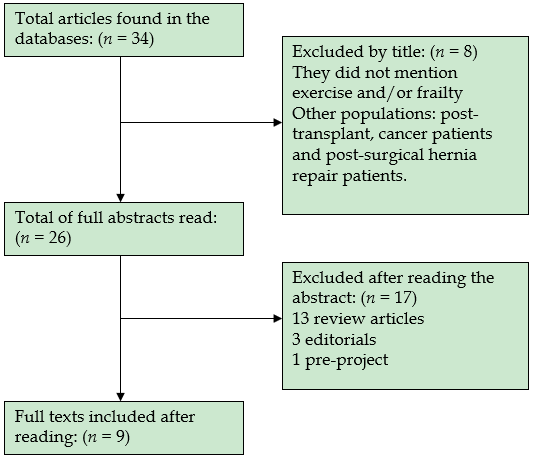 Total articles found in the
databases: (n = 34)
Excluded by title: (n = 8)
They did not mention
exercise and/or frailty
Other populations: post-
transplant, cancer patients
and post-surgical hernia
repair patients.
Total of full abstracts read:
(n = 26)
Excluded after reading the
abstract: (n = 17)
13 review articles
3 editorials
1 pre-project
Full texts included after
reading: (n = 9)